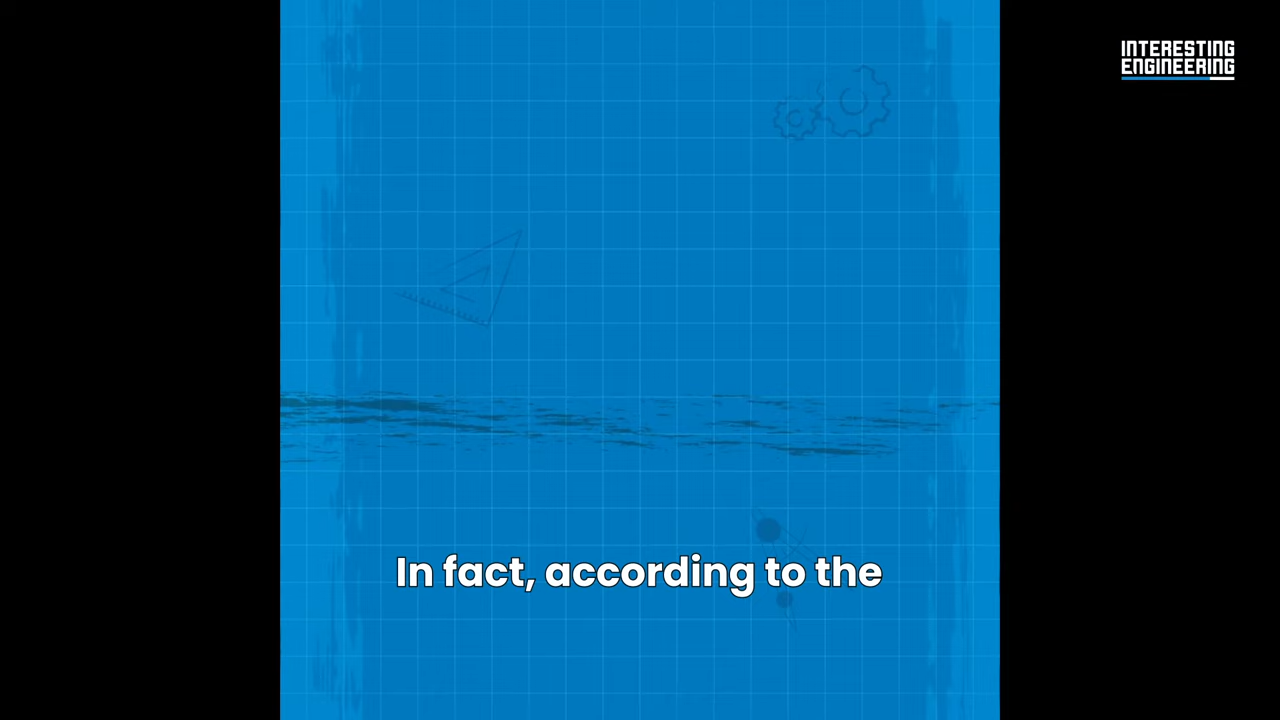 INTERESTING
ENGINEERING
In fact, according to the